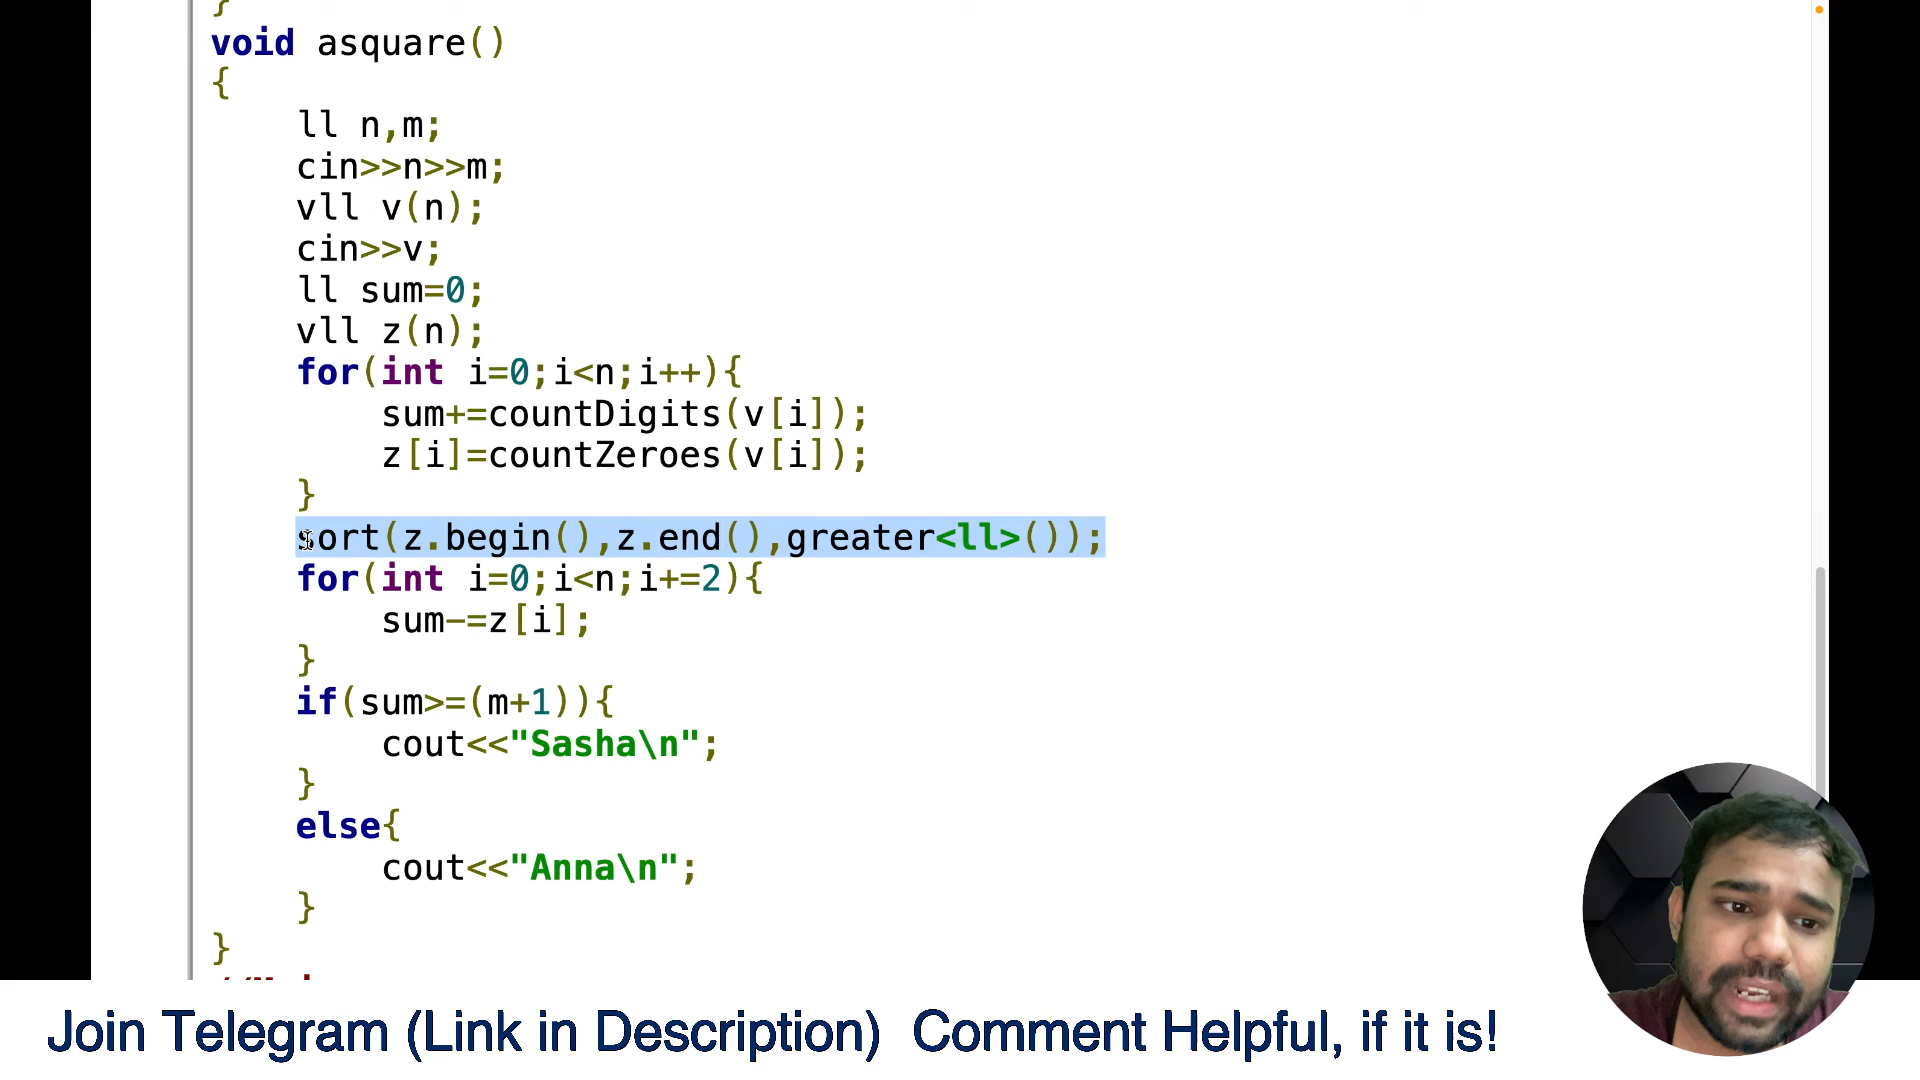 }
void asquare()
{
ll n,m;
cin>>n>>m;
vll v(n);
cin>>v;
ll sum=0;
vll z(n);
for(int i=0;i<n;i++){
sum+=countDigits(v[i]);
z[i]=countZeroes(v[i]);
}
sort(z.begin(),z.end(),greater<ll>());
for(int i=0;i<n;i+=2){
sum-=z[i];
}
if(sum>=(m+1)){
cout<<"Sasha\n";
}
else{
cout<<"Anna\n";
}
}
Join Telegram (Link in Description) Comment Helpful, if it is!